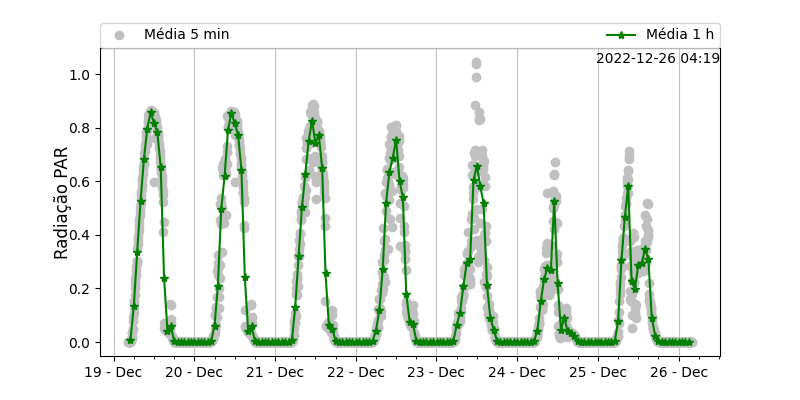 Média 5 min
Média 1 h
2022-12-26 04:19
Radiação PAR
1.0
0.8
0.6
0.4
0.2
0.0
19 - Dec
20 - Dec
21 - Dec
22 - Dec
23 - Dec
24 - Dec
25 - Dec
26 - Dec